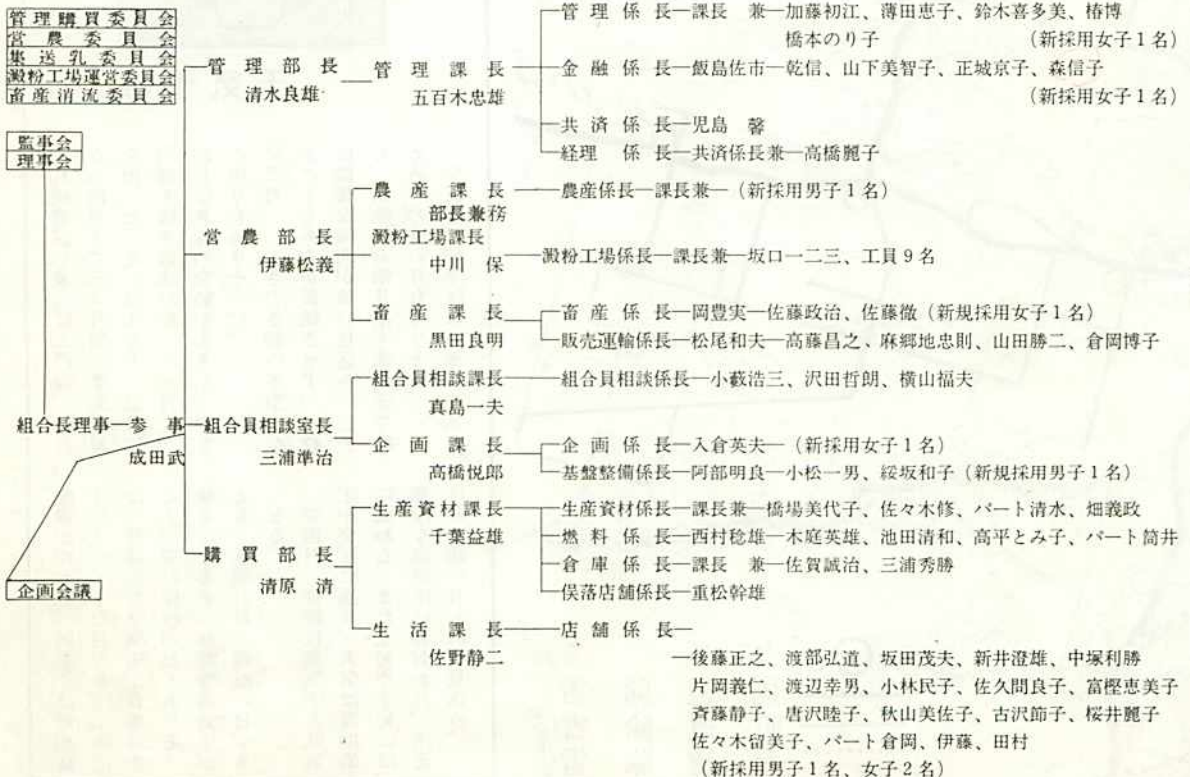 管理購買委員会
営農委員会
集送乳委員会
澱粉工場運営委員会
畜産消流委員会
監事会
理事会
組合長理事―参事
成田武
企画会議
管理部長
清水良雄
管理課長
五百木忠雄
管理係長―課長 兼―加藤初江、薄田恵子、鈴木喜多美、椿博
橋本のり子 (新採用女子1名)
金融係長―飯島佐市―乾信、山下美智子、正城京子、森信子
(新採用女子1名)
共済係長―児島 馨
経理係長―共済係長兼―高橋麗子
営農部長
伊藤松義
農産課長
部長兼務
農産係長―課長兼―(新採用男子1名)
澱粉工場課長
中川 保
澱粉工場係長―課長兼―坂口一二三、工員9名
畜産課長
黒田良明
畜産係長―岡豊実―佐藤政治、佐藤徹(新規採用女子1名)
販売運輸係長―松尾和夫―高藤昌之、麻郷地忠則、山田勝二、倉岡博子
組合員相談室長
三浦準治
組合員相談課長
真島一夫
組合員相談係長―小薮浩三、沢田哲朗、横山福夫
企画課長
高橋悦郎
企画係長―入倉英夫―(新採用女子1名)
基盤整備係長―阿部明良―小松一男、綏坂和子(新規採用男子1名)
購買部長
清原 清
生産資材課長
千葉益雄
生産資材係長―課長兼―橋場美代子、佐々木修、パート清水、畑義政
燃料係長―西村稔雄―木庭英雄、池田清和、高平とみ子、パート筒井
倉庫係長―課長 兼―佐賀誠治、三浦秀勝
俣落店舗係長―重松幹雄
生活課長
佐野静二
店舗係長―
―後藤正之、渡部弘道、坂田茂夫、新井澄雄、中塚利勝
片岡義仁、渡辺幸男、小林民子、佐久間良子、富樫恵美子
斉藤静子、唐沢睦子、秋山美佐子、古沢節子、桜井麗子
佐々木留美子、パート倉岡、伊藤、田村
(新採用男子1名、女子2名)